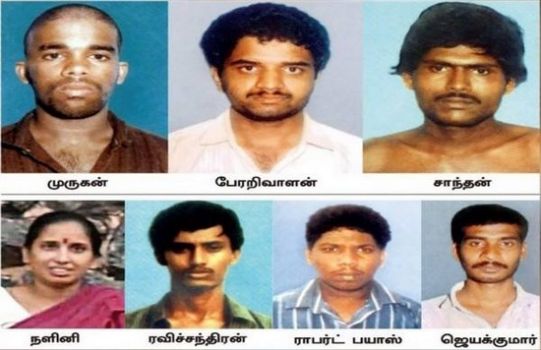 முருகன் பேரறிவாளன் சாந்தன்
நளினி ரவிச்சந்திரன் ராபர்ட் பயாஸ் ஜெயக்குமார்